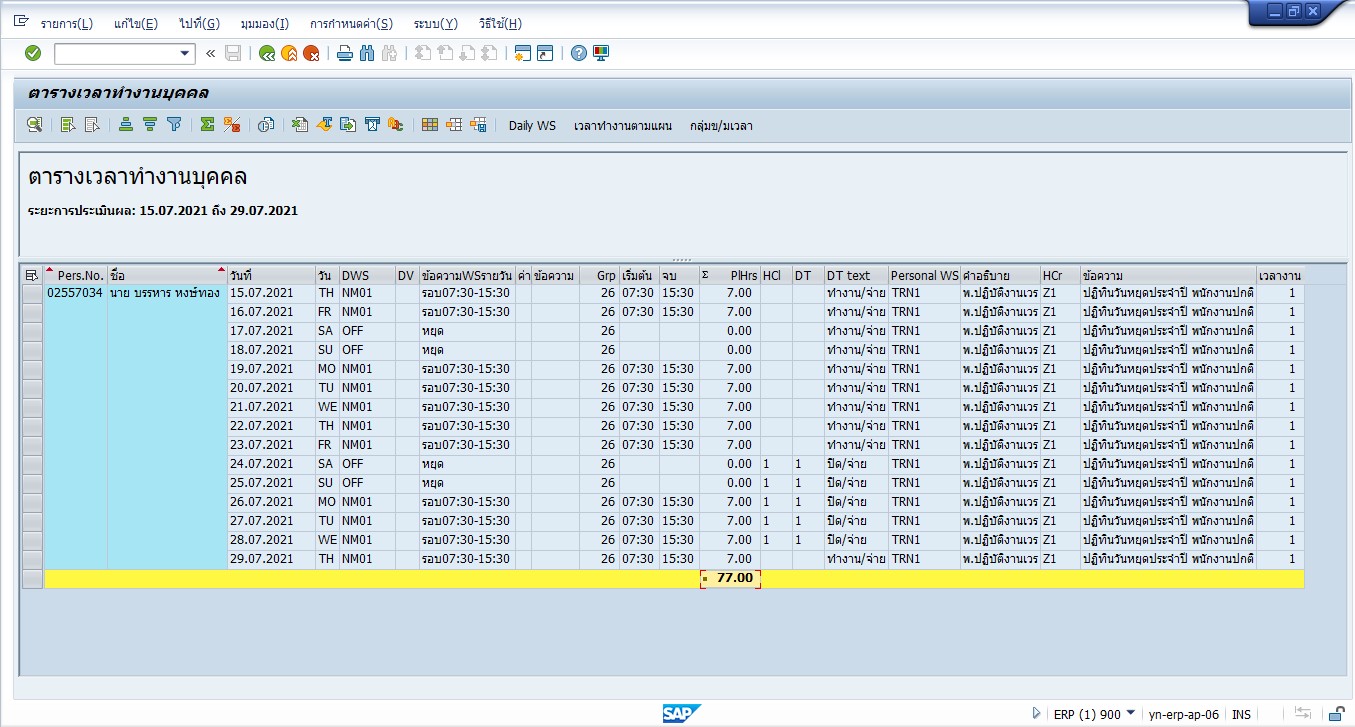 รายการ(L) แก้ไข(E) ไปที่(G) มุมมอง(I) การกำหนดค่า(S) ระบบ(Y) วิธีใช้(H)
ตารางเวลาทำงานบุคคล
Daily WS เวลาทำงานตามแผน กลุ่มข/มเวลา
ตารางเวลาทำงานบุคคล
ระยะการประเมินผล: 15.07.2021 ถึง 29.07.2021
Pers.No. ชื่อ วันที่ วัน DWS DV ข้อความWSรายวัน ค่า ข้อความ Grp เริ่มต้น จบ Σ PlHrs HCl DT DT text Personal WS คำอธิบาย HCr ข้อความ เวลางาน
02557034 นาย บรรหาร หงษ์ทอง 15.07.2021 TH NM01 รอบ07:30-15:30 26 07:30 15:30 7.00 ทำงาน/จ่าย TRN1 พ.ปฏิบัติงานเวร Z1 ปฏิทินวันหยุดประจำปี พนักงานปกติ 1
16.07.2021 FR NM01 รอบ07:30-15:30 26 07:30 15:30 7.00 ทำงาน/จ่าย TRN1 พ.ปฏิบัติงานเวร Z1 ปฏิทินวันหยุดประจำปี พนักงานปกติ 1
17.07.2021 SA OFF หยุด 26 0.00 ทำงาน/จ่าย TRN1 พ.ปฏิบัติงานเวร Z1 ปฏิทินวันหยุดประจำปี พนักงานปกติ 1
18.07.2021 SU OFF หยุด 26 0.00 ทำงาน/จ่าย TRN1 พ.ปฏิบัติงานเวร Z1 ปฏิทินวันหยุดประจำปี พนักงานปกติ 1
19.07.2021 MO NM01 รอบ07:30-15:30 26 07:30 15:30 7.00 ทำงาน/จ่าย TRN1 พ.ปฏิบัติงานเวร Z1 ปฏิทินวันหยุดประจำปี พนักงานปกติ 1
20.07.2021 TU NM01 รอบ07:30-15:30 26 07:30 15:30 7.00 ทำงาน/จ่าย TRN1 พ.ปฏิบัติงานเวร Z1 ปฏิทินวันหยุดประจำปี พนักงานปกติ 1
21.07.2021 WE NM01 รอบ07:30-15:30 26 07:30 15:30 7.00 ทำงาน/จ่าย TRN1 พ.ปฏิบัติงานเวร Z1 ปฏิทินวันหยุดประจำปี พนักงานปกติ 1
22.07.2021 TH NM01 รอบ07:30-15:30 26 07:30 15:30 7.00 ทำงาน/จ่าย TRN1 พ.ปฏิบัติงานเวร Z1 ปฏิทินวันหยุดประจำปี พนักงานปกติ 1
23.07.2021 FR NM01 รอบ07:30-15:30 26 07:30 15:30 7.00 ทำงาน/จ่าย TRN1 พ.ปฏิบัติงานเวร Z1 ปฏิทินวันหยุดประจำปี พนักงานปกติ 1
24.07.2021 SA OFF หยุด 26 0.00 1 1 ปิด/จ่าย TRN1 พ.ปฏิบัติงานเวร Z1 ปฏิทินวันหยุดประจำปี พนักงานปกติ 1
25.07.2021 SU OFF หยุด 26 0.00 1 1 ปิด/จ่าย TRN1 พ.ปฏิบัติงานเวร Z1 ปฏิทินวันหยุดประจำปี พนักงานปกติ 1
26.07.2021 MO NM01 รอบ07:30-15:30 26 07:30 15:30 7.00 1 1 ปิด/จ่าย TRN1 พ.ปฏิบัติงานเวร Z1 ปฏิทินวันหยุดประจำปี พนักงานปกติ 1
27.07.2021 TU NM01 รอบ07:30-15:30 26 07:30 15:30 7.00 1 1 ปิด/จ่าย TRN1 พ.ปฏิบัติงานเวร Z1 ปฏิทินวันหยุดประจำปี พนักงานปกติ 1
28.07.2021 WE NM01 รอบ07:30-15:30 26 07:30 15:30 7.00 1 1 ปิด/จ่าย TRN1 พ.ปฏิบัติงานเวร Z1 ปฏิทินวันหยุดประจำปี พนักงานปกติ 1
29.07.2021 TH NM01 รอบ07:30-15:30 26 07:30 15:30 7.00 ทำงาน/จ่าย TRN1 พ.ปฏิบัติงานเวร Z1 ปฏิทินวันหยุดประจำปี พนักงานปกติ 1
77.00
SAP ERP (1) 900 yn-erp-ap-06 INS